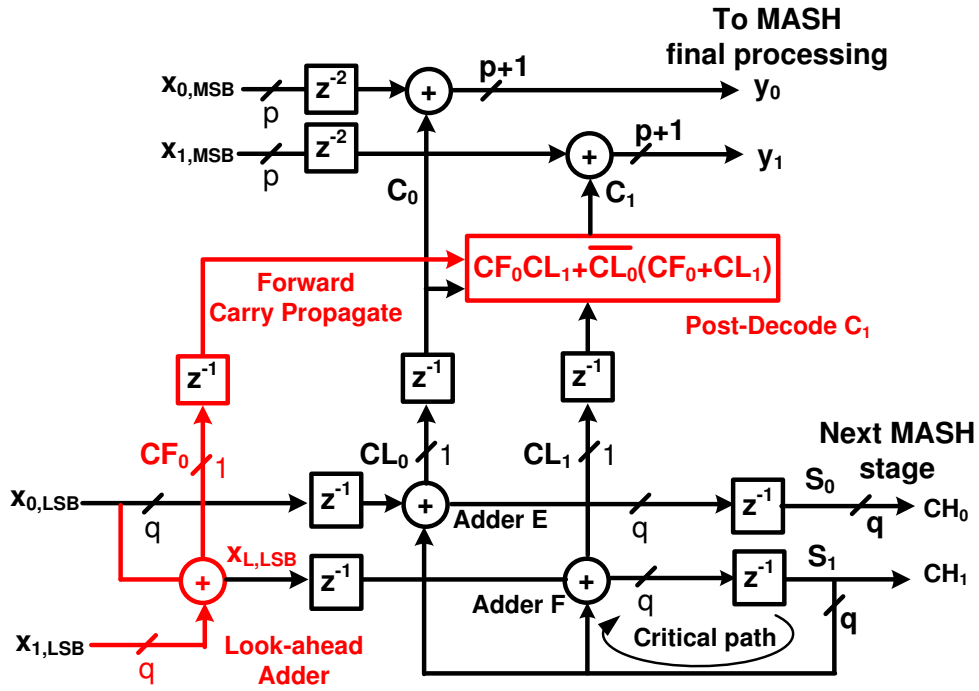 To MASH
final processing
x0,MSB
p
z-2
+
p+1
y0
x1,MSB
p
z-2
+
p+1
y1
C0
C1
CF0CL1+C̅L̅0(CF0+CL1)
Forward
Carry Propagate
Post-Decode C1
z-1
z-1
z-1
CF0
1
CL0
1
CL1
1
Next MASH
stage
x0,LSB
q
z-1
+
Adder E
q
z-1
S0
q
CH0
+
xL,LSB
z-1
+
Adder F
q
z-1
S1
q
CH1
x1,LSB
q
Look-ahead
Adder
Critical path